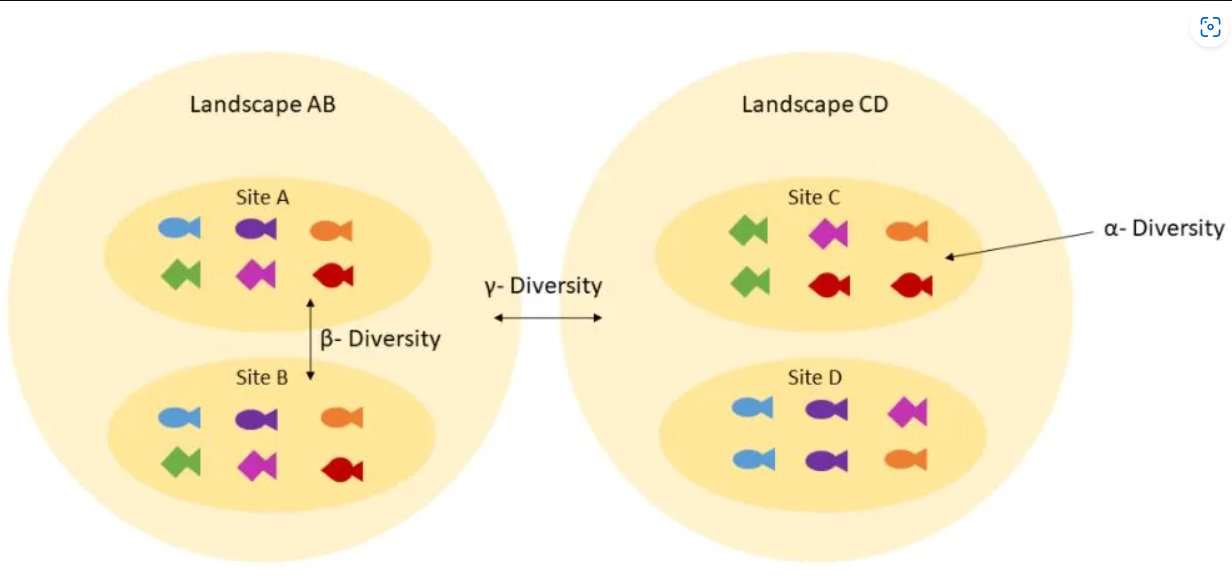 Landscape AB
Landscape CD
Site A
Site C
α- Diversity
γ- Diversity
β- Diversity
Site B
Site D